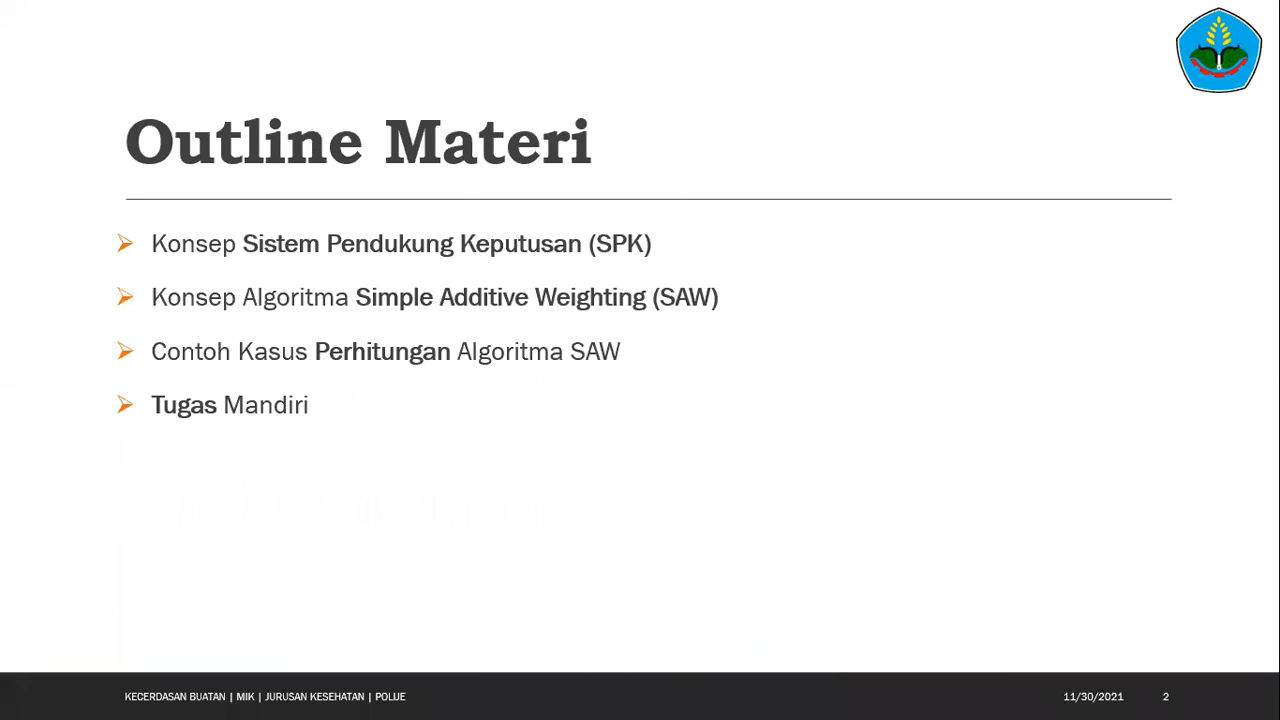 Outline Materi
Konsep Sistem Pendukung Keputusan (SPK)
Konsep Algoritma Simple Additive Weighting (SAW)
Contoh Kasus Perhitungan Algoritma SAW
Tugas Mandiri
KECERDASAN BUATAN | MIK | JURUSAN KESEHATAN | POLIJE
11/30/2021
2